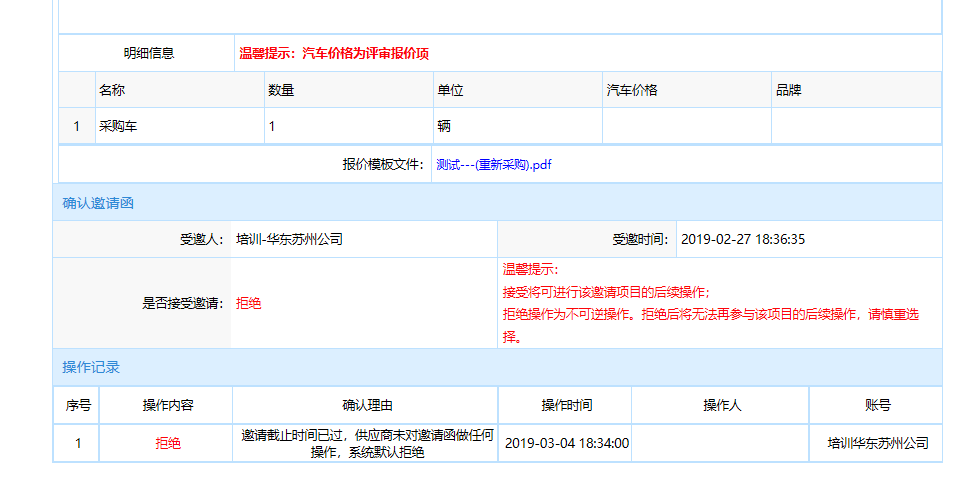 明细信息 温馨提示：汽车价格为评审报价项
名称 数量 单位 汽车价格 品牌
1 采购车 1 辆
报价模板文件： 测试---(重新采购).pdf
确认邀请函
受邀人： 培训-华东苏州公司 受邀时间： 2019-02-27 18:36:35
是否接受邀请： 拒绝
温馨提示：
接受将可进行该邀请项目的后续操作；
拒绝操作为不可逆操作。拒绝后将无法再参与该项目的后续操作，请慎重选
择。
操作记录
序号 操作内容 确认理由 操作时间 操作人 账号
1 拒绝 邀请截止时间已过，供应商未对邀请函做任何
操作，系统默认拒绝 2019-03-04 18:34:00 培训华东苏州公司